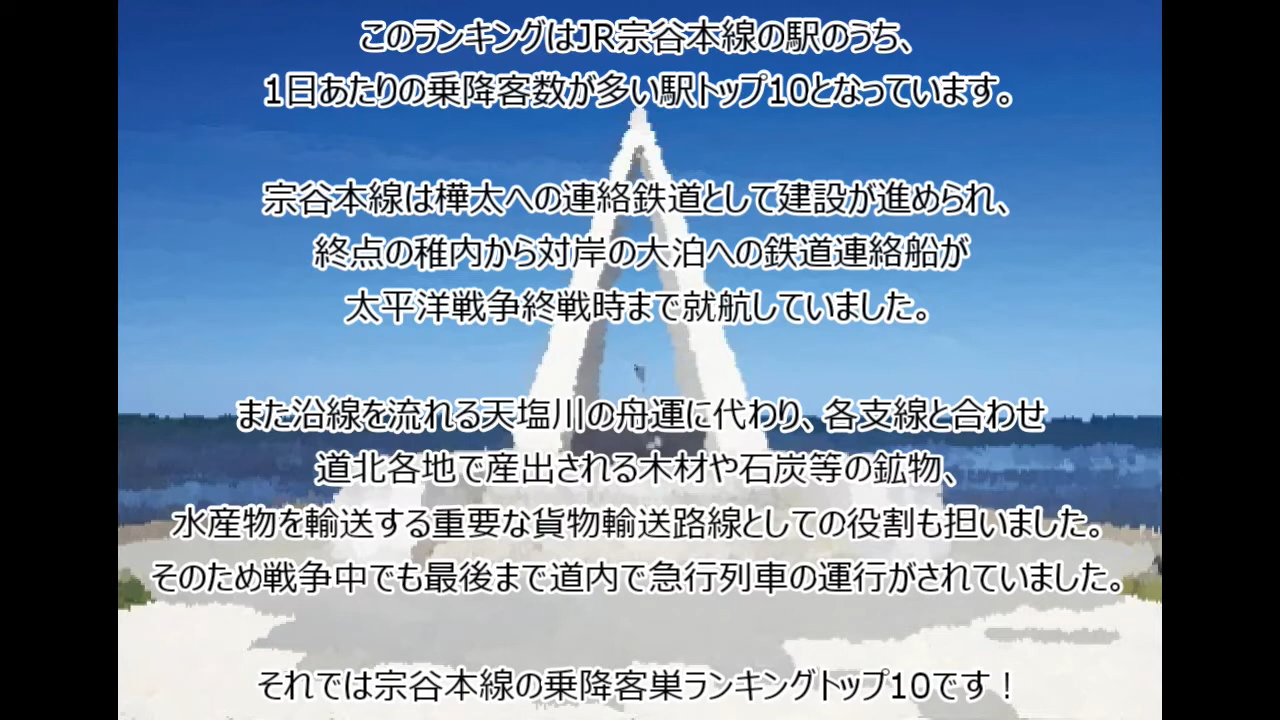 このランキングはJR宗谷本線の駅のうち、
1日あたりの乗降客数が多い駅トップ10となっています。
宗谷本線は樺太への連絡鉄道として建設が進められ、
終点の稚内から対岸の大泊への鉄道連絡船が
太平洋戦争終戦時まで就航していました。
また沿線を流れる天塩川の舟運に代わり、各支線と合わせ
道北各地で産出される木材や石炭等の鉱物、
水産物を輸送する重要な貨物輸送路線としての役割も担いました。
そのため戦争中でも最後まで道内で急行列車の運行がされていました。
それでは宗谷本線の乗降客巣ランキングトップ10です！